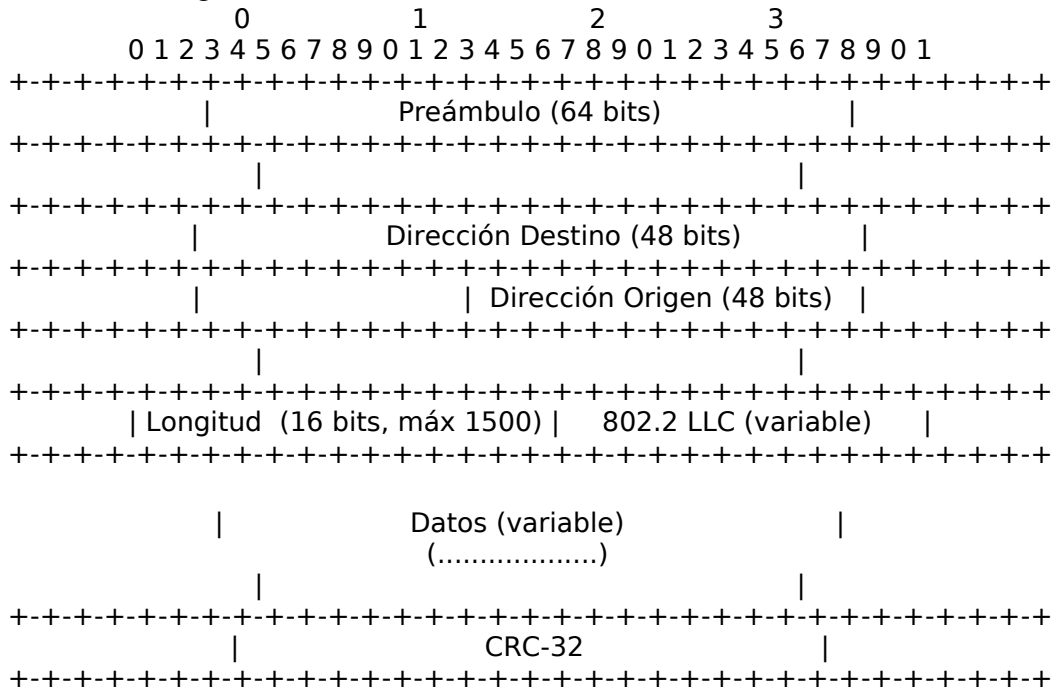 0 1 2 3
0 1 2 3 4 5 6 7 8 9 0 1 2 3 4 5 6 7 8 9 0 1 2 3 4 5 6 7 8 9 0 1
+-+-+-+-+-+-+-+-+-+-+-+-+-+-+-+-+-+-+-+-+-+-+-+-+-+-+-+-+-+-+-+-+
| Preámbulo (64 bits) |
+-+-+-+-+-+-+-+-+-+-+-+-+-+-+-+-+-+-+-+-+-+-+-+-+-+-+-+-+-+-+-+-+
| |
+-+-+-+-+-+-+-+-+-+-+-+-+-+-+-+-+-+-+-+-+-+-+-+-+-+-+-+-+-+-+-+-+
| Dirección Destino (48 bits) |
+-+-+-+-+-+-+-+-+-+-+-+-+-+-+-+-+-+-+-+-+-+-+-+-+-+-+-+-+-+-+-+-+
| | Dirección Origen (48 bits) |
+-+-+-+-+-+-+-+-+-+-+-+-+-+-+-+-+-+-+-+-+-+-+-+-+-+-+-+-+-+-+-+-+
| |
+-+-+-+-+-+-+-+-+-+-+-+-+-+-+-+-+-+-+-+-+-+-+-+-+-+-+-+-+-+-+-+-+
| Longitud (16 bits, máx 1500) | 802.2 LLC (variable) |
+-+-+-+-+-+-+-+-+-+-+-+-+-+-+-+-+-+-+-+-+-+-+-+-+-+-+-+-+-+-+-+-+
| Datos (variable) |
(...................)
| |
+-+-+-+-+-+-+-+-+-+-+-+-+-+-+-+-+-+-+-+-+-+-+-+-+-+-+-+-+-+-+-+-+
| CRC-32 |
+-+-+-+-+-+-+-+-+-+-+-+-+-+-+-+-+-+-+-+-+-+-+-+-+-+-+-+-+-+-+-+-+